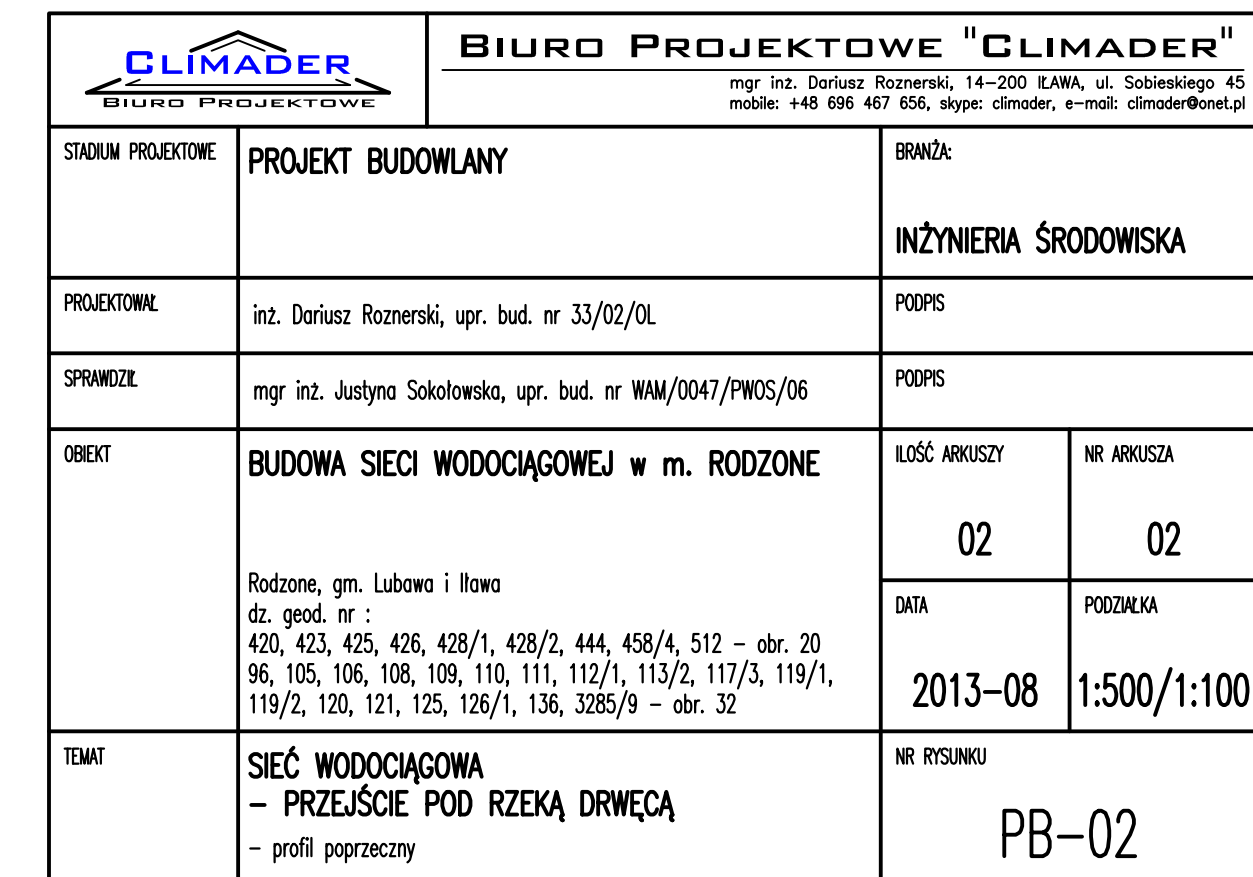 CLIMADER
BIURO PROJEKTOWE
BIURO PROJEKTOWE "CLIMADER"
mgr inż. Dariusz Roznerski, 14-200 IŁAWA, ul. Sobieskiego 45
mobile: +48 696 467 656, skype: climader, e-mail: climader@onet.pl
STADIUM PROJEKTOWE
PROJEKT BUDOWLANY
BRANŻA:
INŻYNIERIA ŚRODOWISKA
PROJEKTOWAŁ
inż. Dariusz Roznerski, upr. bud. nr 33/02/OL
PODPIS
SPRAWDZIŁ
mgr inż. Justyna Sokołowska, upr. bud. nr WAM/0047/PWOS/06
PODPIS
OBIEKT
BUDOWA SIECI WODOCIĄGOWEJ w m. RODZONE
Rodzone, gm. Lubawa i Iława
dz. geod. nr :
420, 423, 425, 426, 428/1, 428/2, 444, 458/4, 512 – obr. 20
96, 105, 106, 108, 109, 110, 111, 112/1, 113/2, 117/3, 119/1,
119/2, 120, 121, 125, 126/1, 136, 3285/9 – obr. 32
ILOŚĆ ARKUSZY
02
NR ARKUSZA
02
DATA
2013-08
PODZIAŁKA
1:500/1:100
TEMAT
SIEĆ WODOCIĄGOWA
– PRZEJŚCIE POD RZEKĄ DRWĘCĄ
– profil poprzeczny
NR RYSUNKU
PB-02